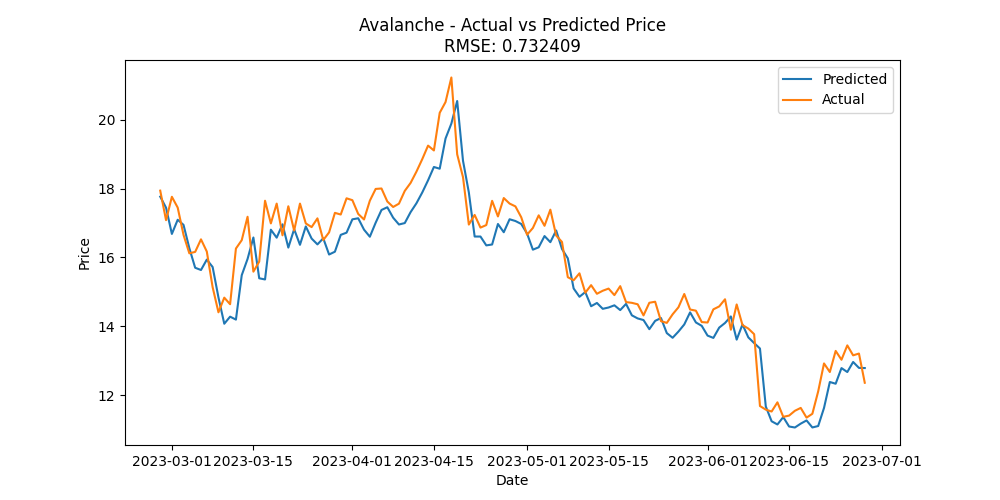 Avalanche - Actual vs Predicted Price
RMSE: 0.732409
Predicted
Actual
Price
20
18
16
14
12
2023-03-01
2023-03-15
2023-04-01
2023-04-15
2023-05-01
2023-05-15
2023-06-01
2023-06-15
2023-07-01
Date